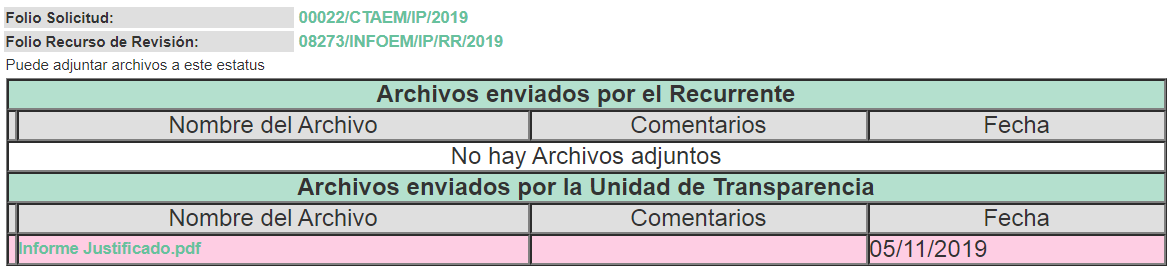 Folio Solicitud: 00022/CTAEM/IP/2019
Folio Recurso de Revisión: 08273/INFOEM/IP/RR/2019
Puede adjuntar archivos a este estatus
Archivos enviados por el Recurrente
Nombre del Archivo Comentarios Fecha
No hay Archivos adjuntos
Archivos enviados por la Unidad de Transparencia
Nombre del Archivo Comentarios Fecha
Informe Justificado.pdf 05/11/2019